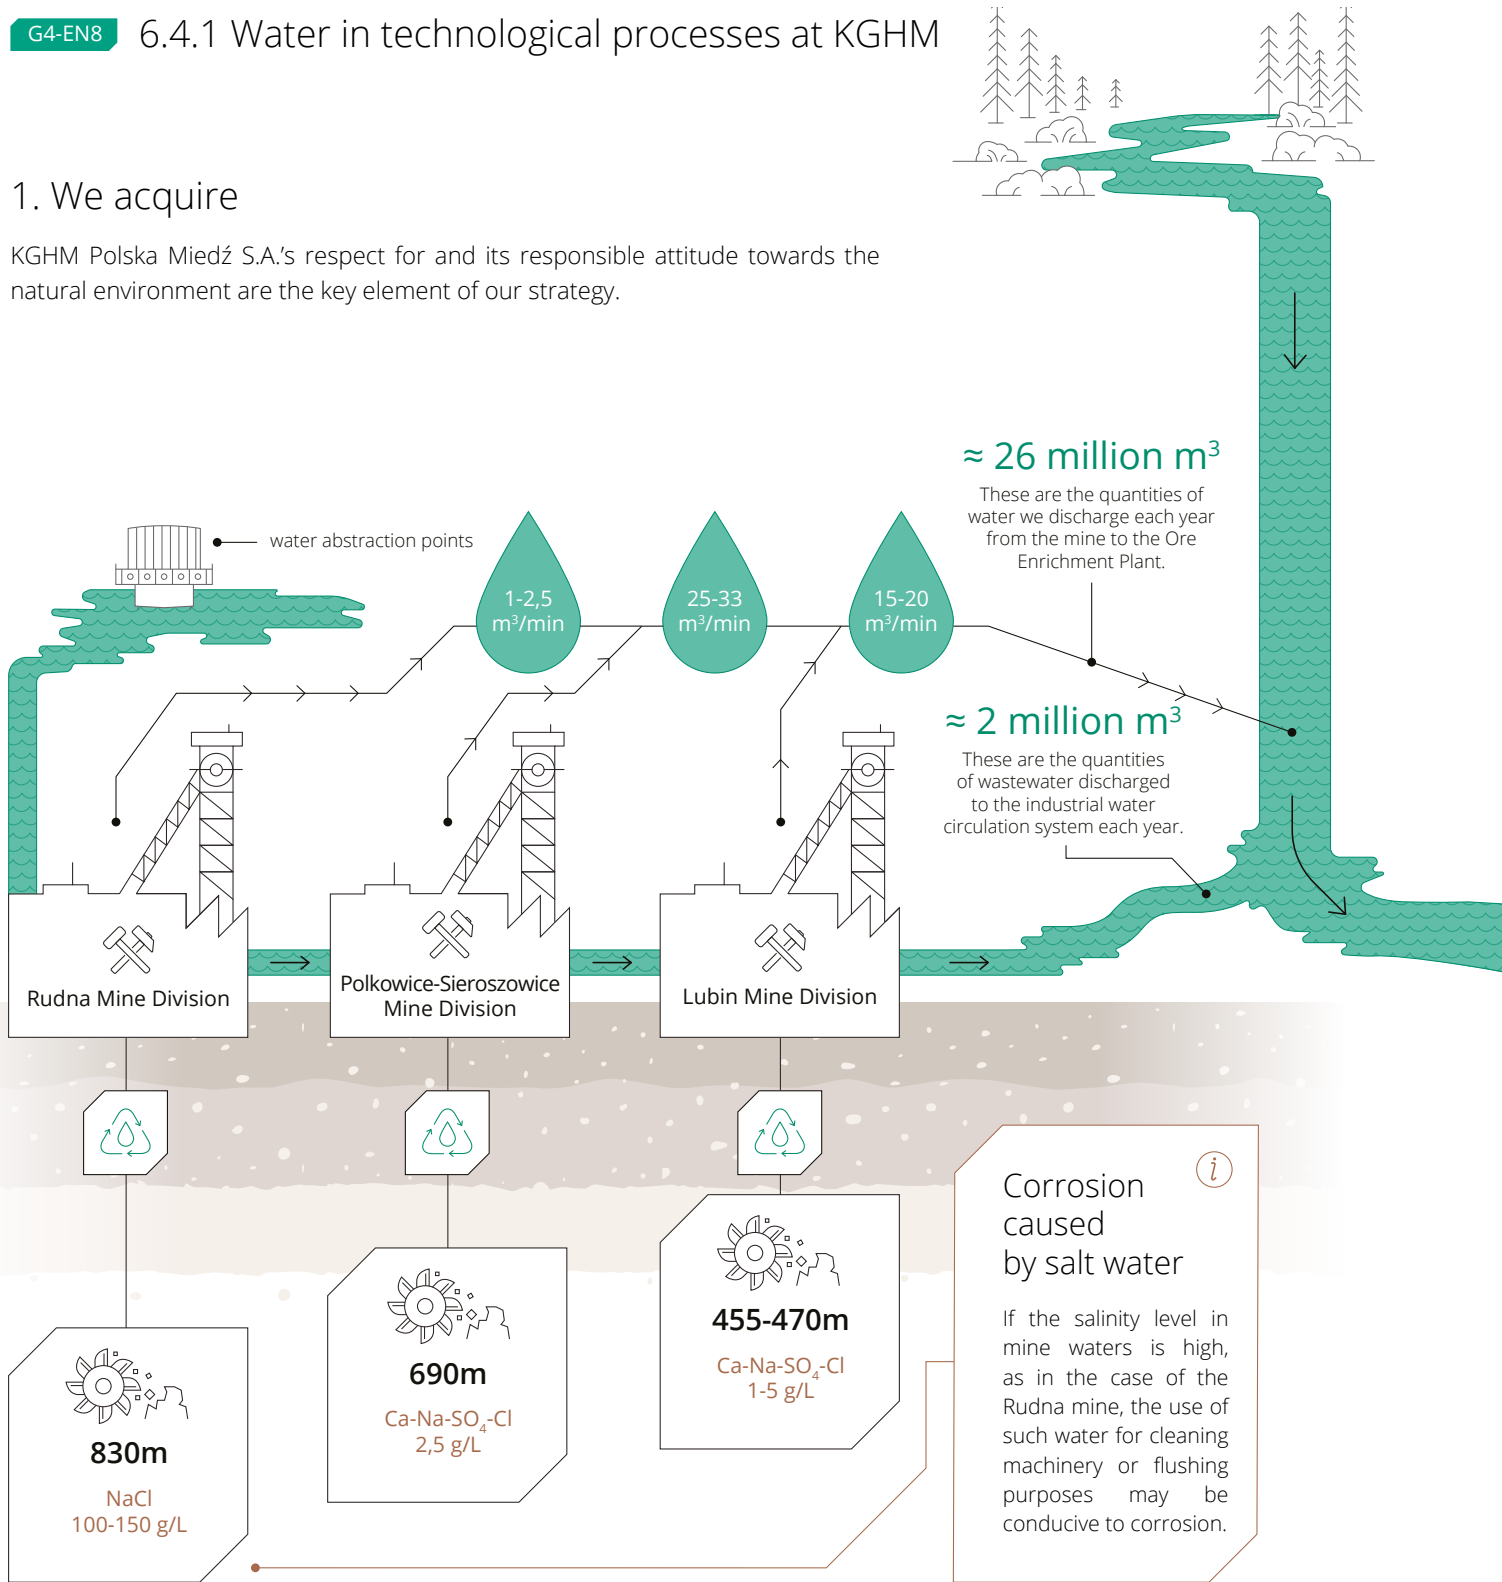 G4-EN8 6.4.1 Water in technological processes at KGHM
1. We acquire
KGHM Polska Miedź S.A.'s respect for and its responsible attitude towards the
natural environment are the key element of our strategy.
≈ 26 million m³
These are the quantities of
water we discharge each year
from the mine to the Ore
Enrichment Plant.
water abstraction points
1-2,5
m³/min
25-33
m³/min
15-20
m³/min
≈ 2 million m³
These are the quantities
of wastewater discharged
to the industrial water
circulation system each year.
Rudna Mine Division
Polkowice-Sieroszowice
Mine Division
Lubin Mine Division
830m
NaCl
100-150 g/L
690m
Ca-Na-SO₄-Cl
2,5 g/L
455-470m
Ca-Na-SO₄-Cl
1-5 g/L
i
Corrosion
caused
by salt water
If the salinity level in
mine waters is high,
as in the case of the
Rudna mine, the use of
such water for cleaning
machinery or flushing
purposes may be
conducive to corrosion.